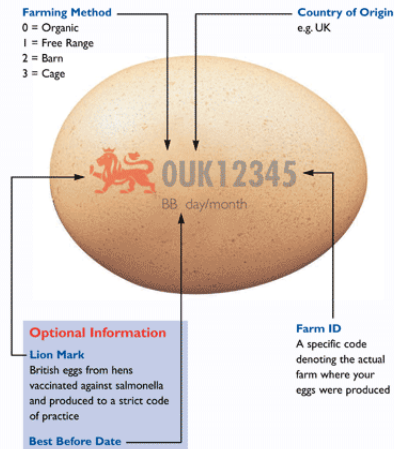 Farming Method
0 = Organic
1 = Free Range
2 = Barn
3 = Cage
Country of Origin
e.g. UK
0UK12345
BB day/month
Optional Information
Lion Mark
British eggs from hens
vaccinated against salmonella
and produced to a strict code
of practice
Best Before Date
Farm ID
A specific code
denoting the actual
farm where your
eggs were produced